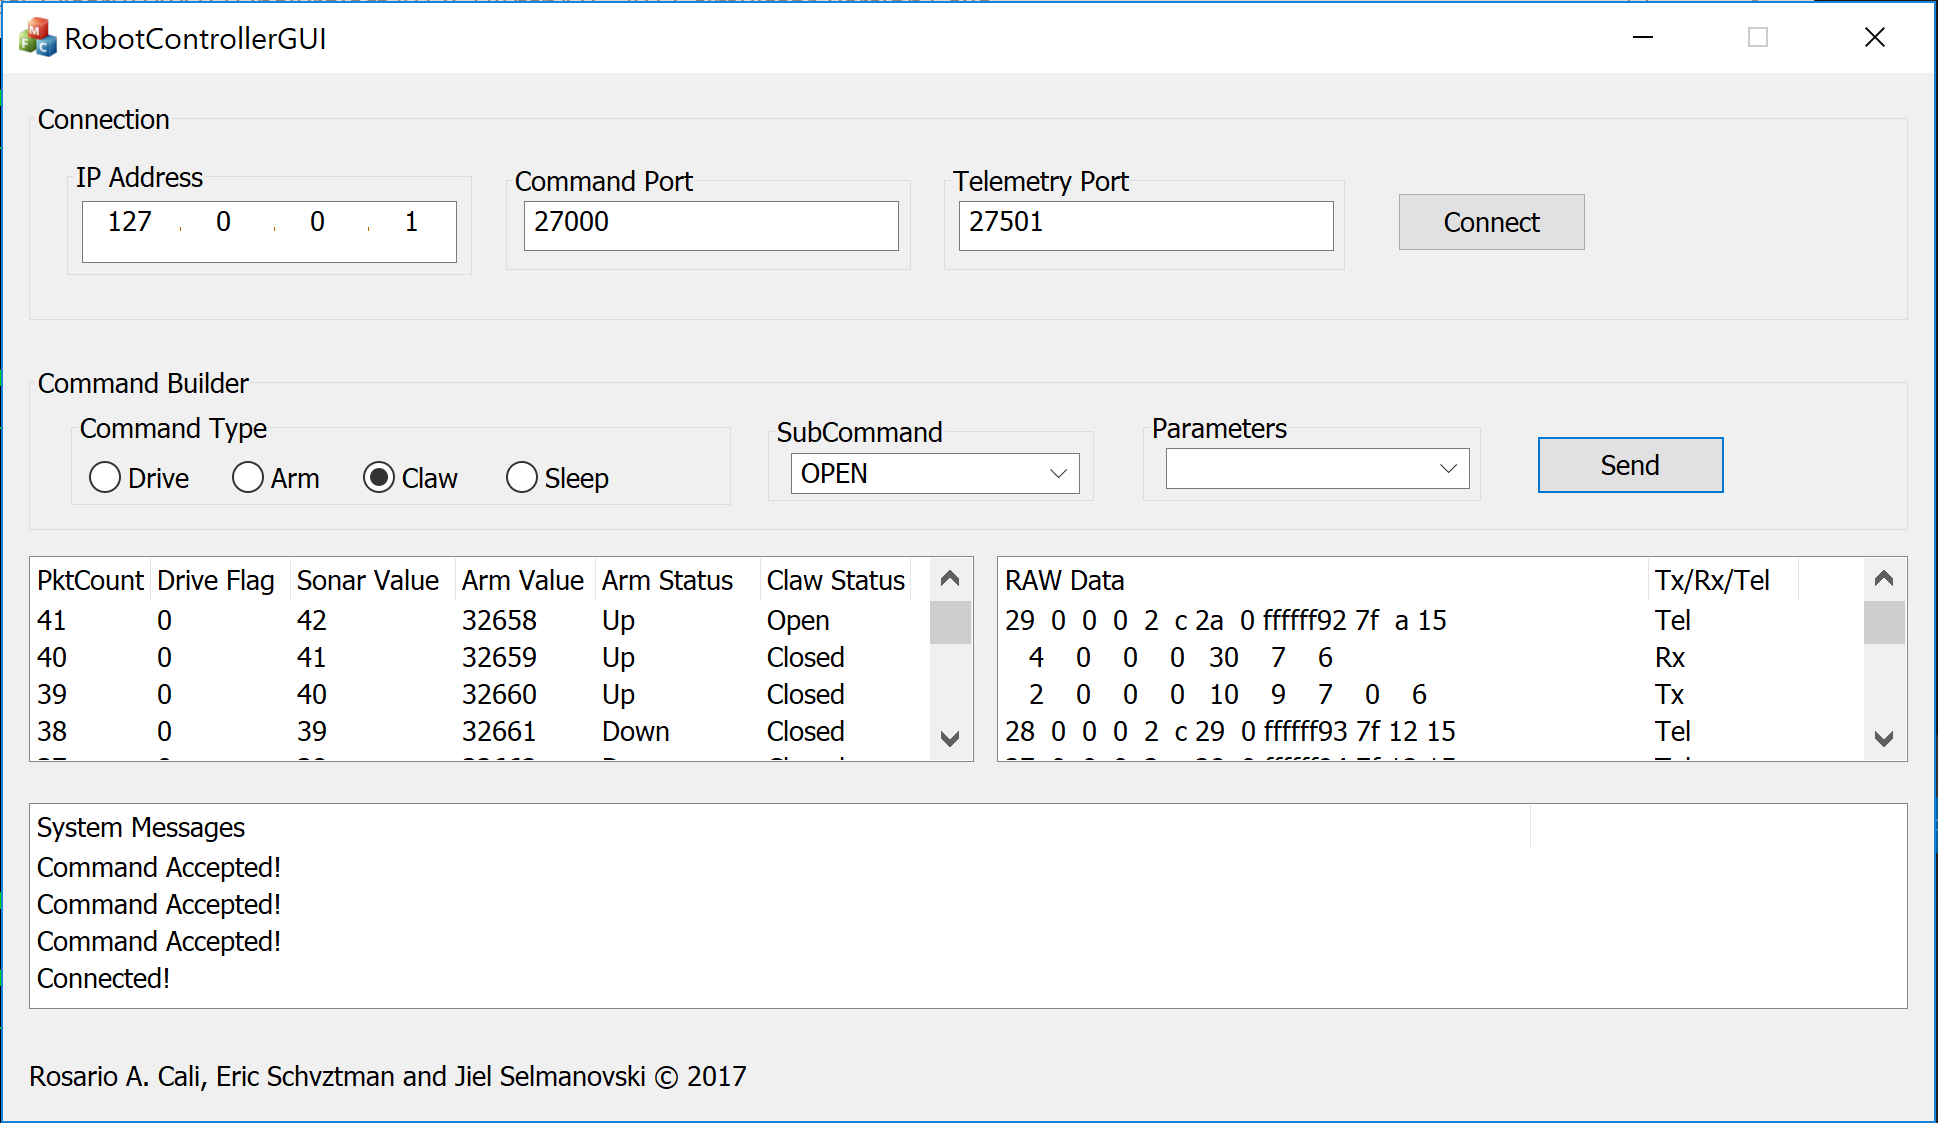 RobotControllerGUI
Connection
IP Address
127 . 0 . 0 . 1
Command Port
27000
Telemetry Port
27501
Connect
Command Builder
Command Type
Drive Arm Claw Sleep
SubCommand
OPEN
Parameters
Send
PktCount Drive Flag Sonar Value Arm Value Arm Status Claw Status
41 0 42 32658 Up Open
40 0 41 32659 Up Closed
39 0 40 32660 Up Closed
38 0 39 32661 Down Closed
RAW Data Tx/Rx/Tel
29 0 0 0 2 c 2a 0 ffffff92 7f a 15 Tel
4 0 0 0 30 7 6 Rx
2 0 0 0 10 9 7 0 6 Tx
28 0 0 0 2 c 29 0 ffffff93 7f 12 15 Tel
System Messages
Command Accepted!
Command Accepted!
Command Accepted!
Connected!
Rosario A. Cali, Eric Schvztman and Jiel Selmanovski © 2017